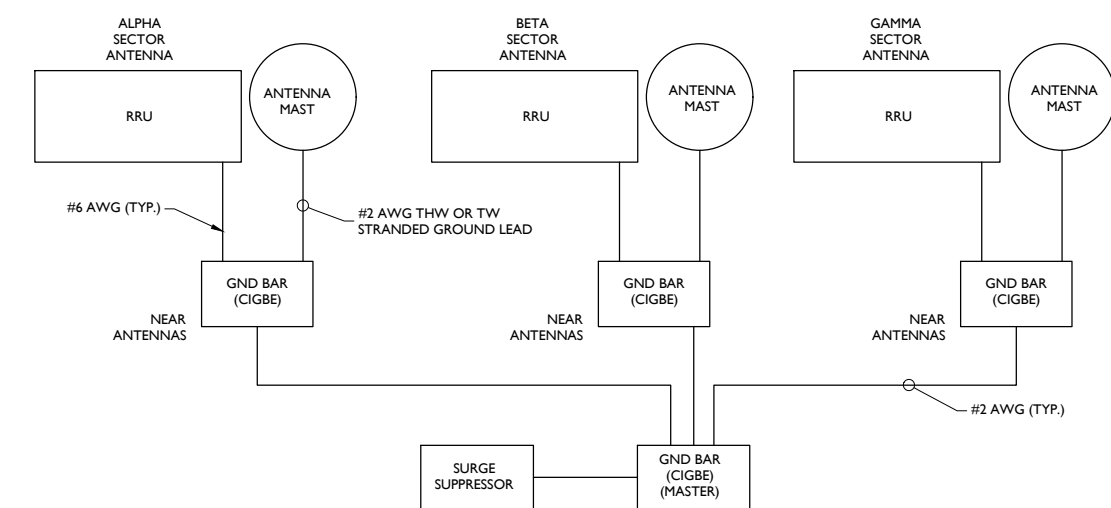 ALPHA
SECTOR
ANTENNA
BETA
SECTOR
ANTENNA
GAMMA
SECTOR
ANTENNA
RRU
ANTENNA
MAST
RRU
ANTENNA
MAST
RRU
ANTENNA
MAST
#6 AWG (TYP.)
#2 AWG THW OR TW
STRANDED GROUND LEAD
GND BAR
(CIGBE)
GND BAR
(CIGBE)
GND BAR
(CIGBE)
NEAR
ANTENNAS
NEAR
ANTENNAS
NEAR
ANTENNAS
#2 AWG (TYP.)
SURGE
SUPPRESSOR
GND BAR
(CIGBE)
(MASTER)